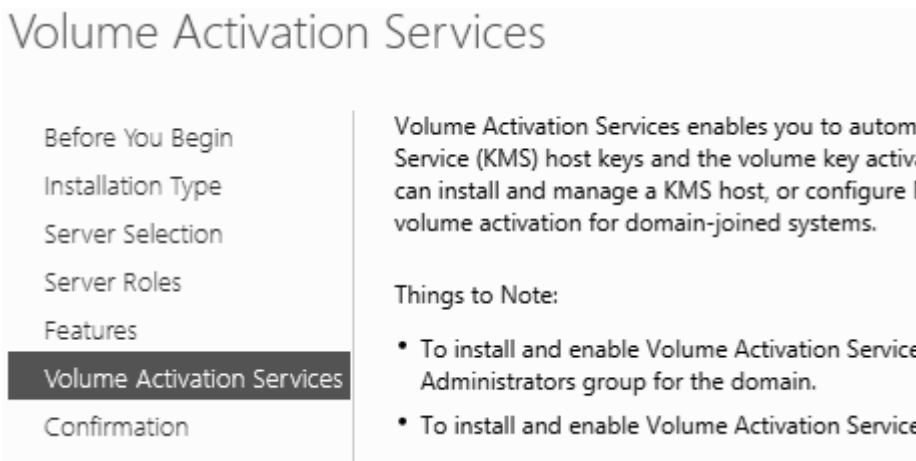 Volume Activation Services
Before You Begin
Installation Type
Server Selection
Server Roles
Features
Volume Activation Services
Confirmation
Volume Activation Services enables you to autom
Service (KMS) host keys and the volume key activ
can install and manage a KMS host, or configure
volume activation for domain-joined systems.
Things to Note:
• To install and enable Volume Activation Service
Administrators group for the domain.
• To install and enable Volume Activation Service